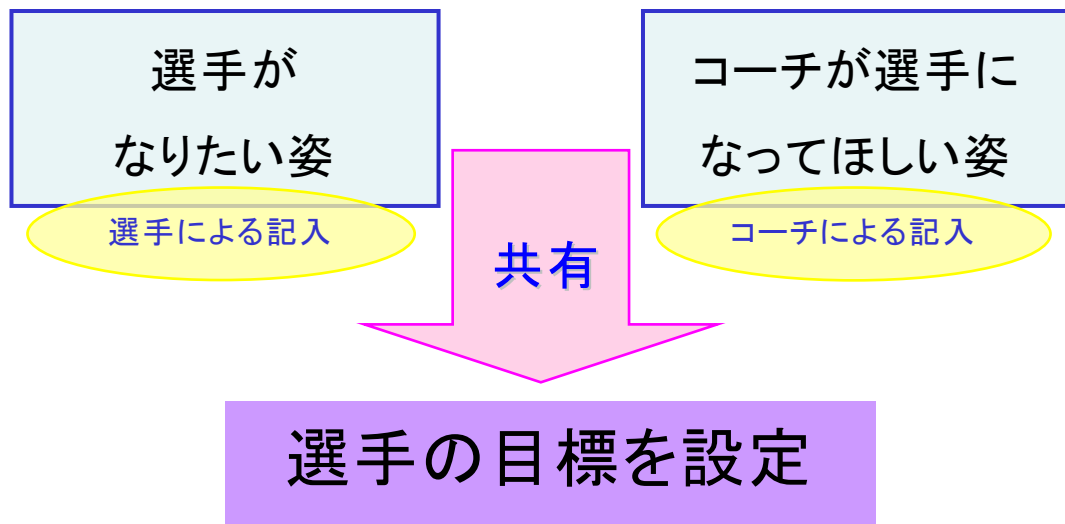 選手が
なりたい姿
選手による記入
コーチが選手に
なってほしい姿
コーチによる記入
共有
選手の目標を設定